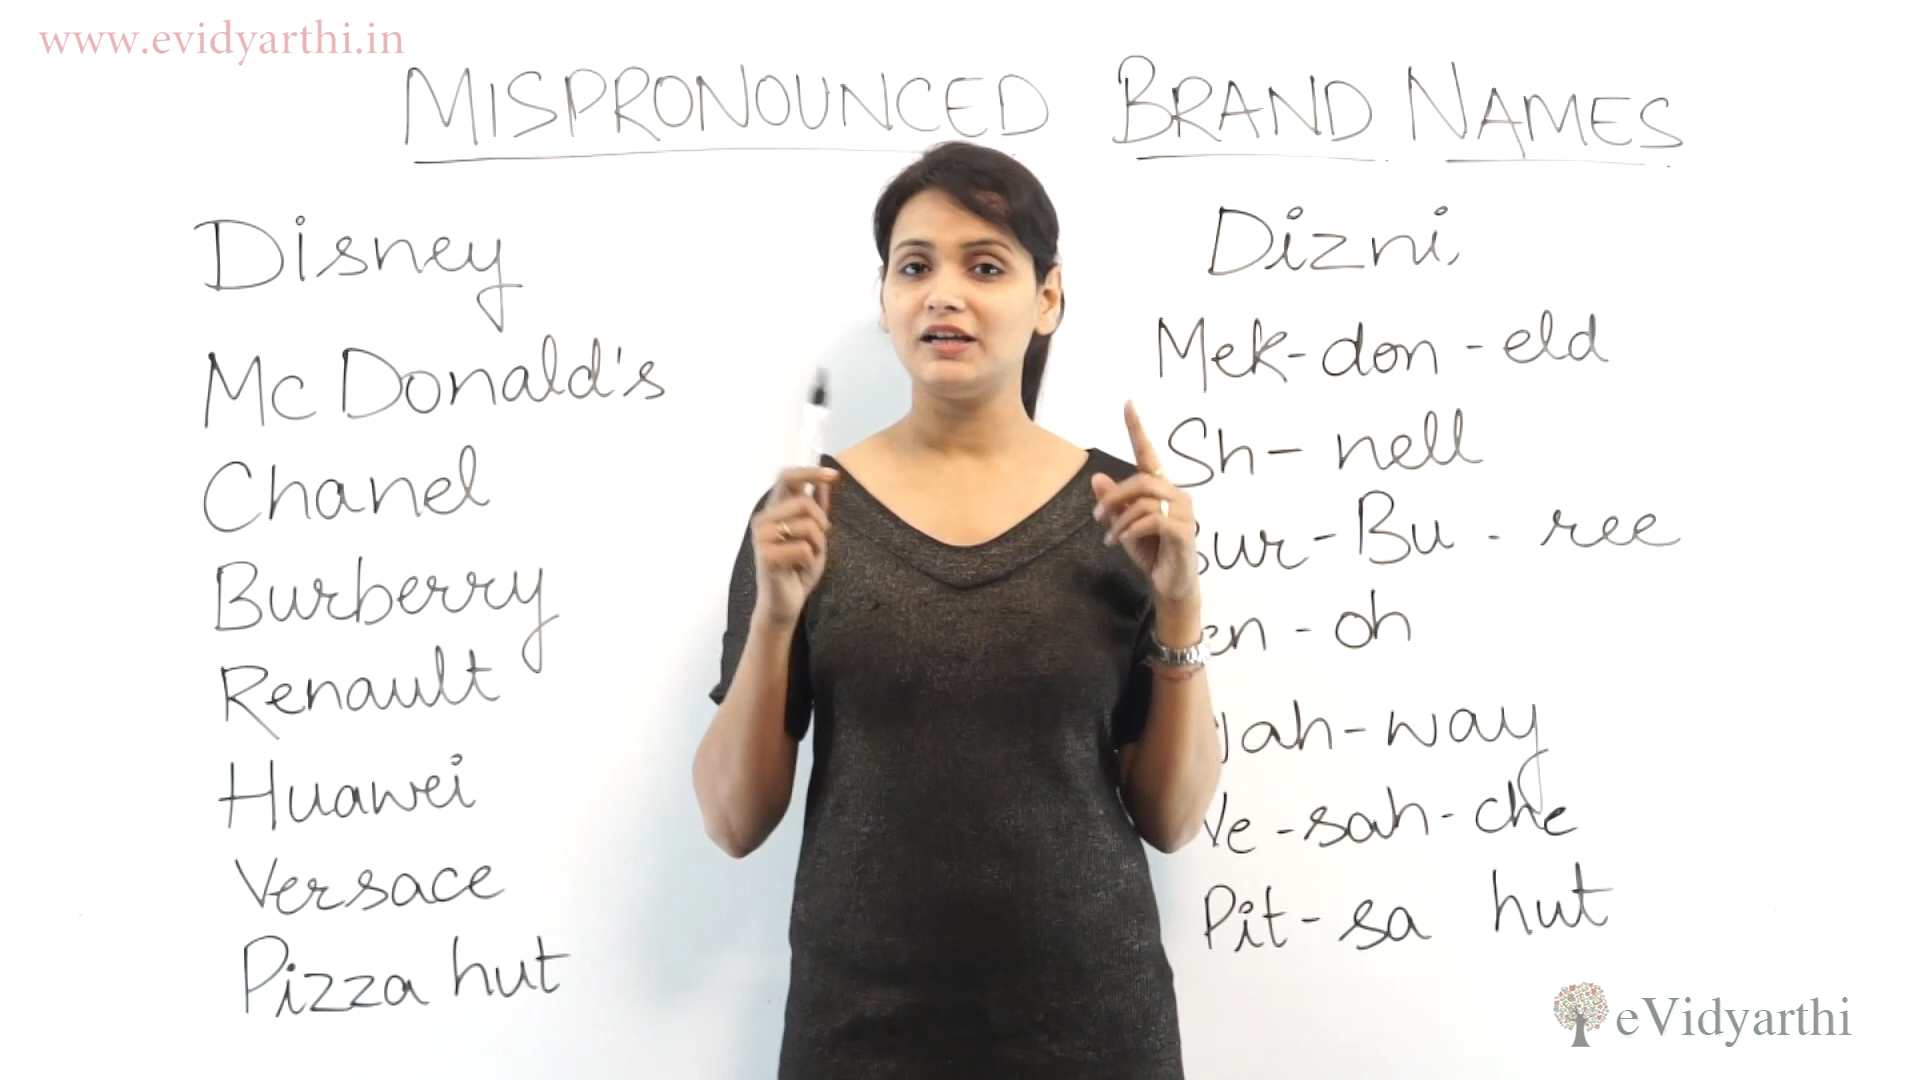 www.evidyarthi.in
MISPRONOUNCED BRAND NAMES
Disney Dizni,
McDonald's Mek-don-eld
Chanel Sh-nell
Burberry Bur-Bu-ree
Renault en-oh
Huawei ah-way
Versace Ve-sah-che
Pizza hut Pit-sa hut
eVidyarthi